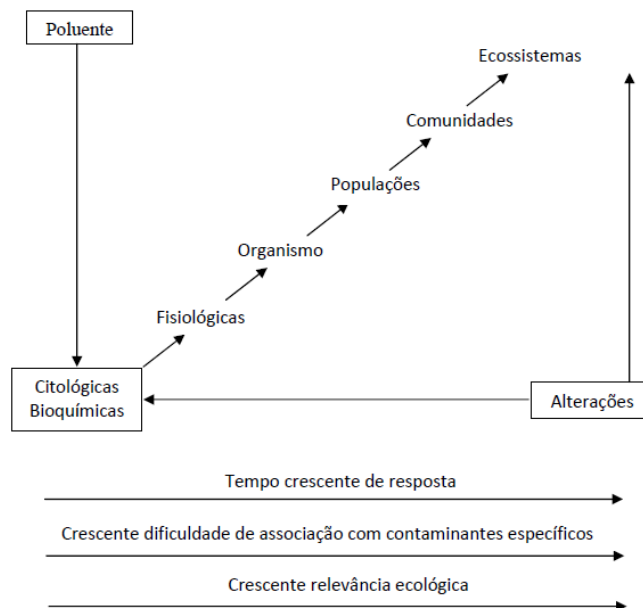 Poluente
Ecossistemas
Comunidades
Populações
Organismo
Fisiológicas
Citológicas
Bioquímicas
Alterações
Tempo crescente de resposta
Crescente dificuldade de associação com contaminantes específicos
Crescente relevância ecológica